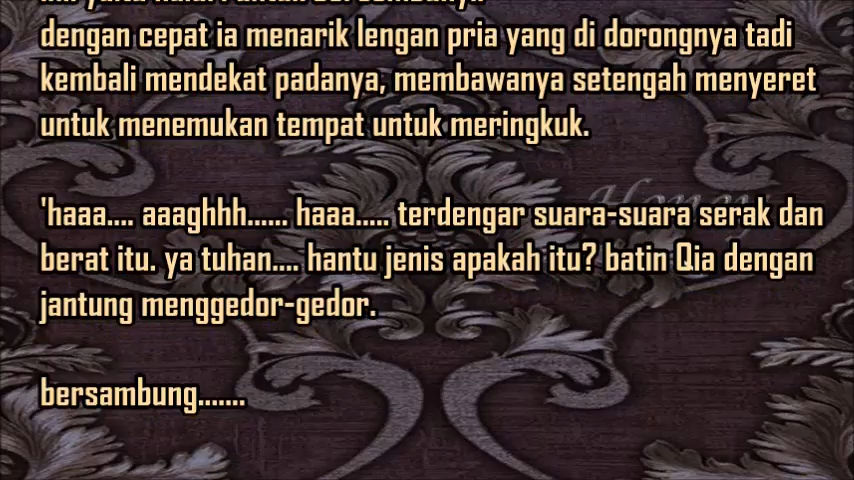 dengan cepat ia menarik lengan pria yang di dorongnya tadi
kembali mendekat padanya, membawanya setengah menyeret
untuk menemukan tempat untuk meringkuk.
'haaa.... aaaghhh...... haaa..... terdengar suara-suara serak dan
berat itu. ya tuhan.... hantu jenis apakah itu? batin Qia dengan
jantung menggedor-gedor.
bersambung.......